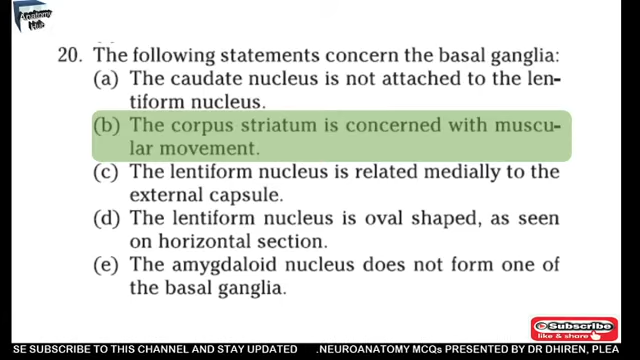 Anatomy
Hub
20. The following statements concern the basal ganglia:
(a) The caudate nucleus is not attached to the len-
tiform nucleus.
(b) The corpus striatum is concerned with muscu-
lar movement.
(c) The lentiform nucleus is related medially to the
external capsule.
(d) The lentiform nucleus is oval shaped, as seen
on horizontal section.
(e) The amygdaloid nucleus does not form one of
the basal ganglia.
Subscribe
like & share
SE SUBSCRIBE TO THIS CHANNEL AND STAY UPDATED .NEUROANATOMY MCQs PRESENTED BY DR DHIREN, PLEA